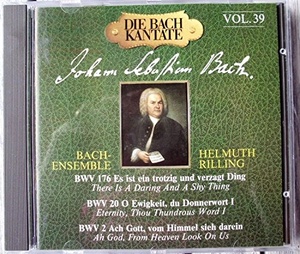 DIE BACH
KANTATE
VOL. 39
Johann Sebastian Bach.
BACH-
ENSEMBLE
HELMUTH
RILLING
BWV 176 Es ist ein trotzig und verzagt Ding
There Is A Daring And A Shy Thing
BWV 20 O Ewigkeit, du Donnerwort I
Eternity, Thou Thundrous Word I
BWV 2 Ach Gott, vom Himmel sich darein
Ah God, From Heaven Look On Us